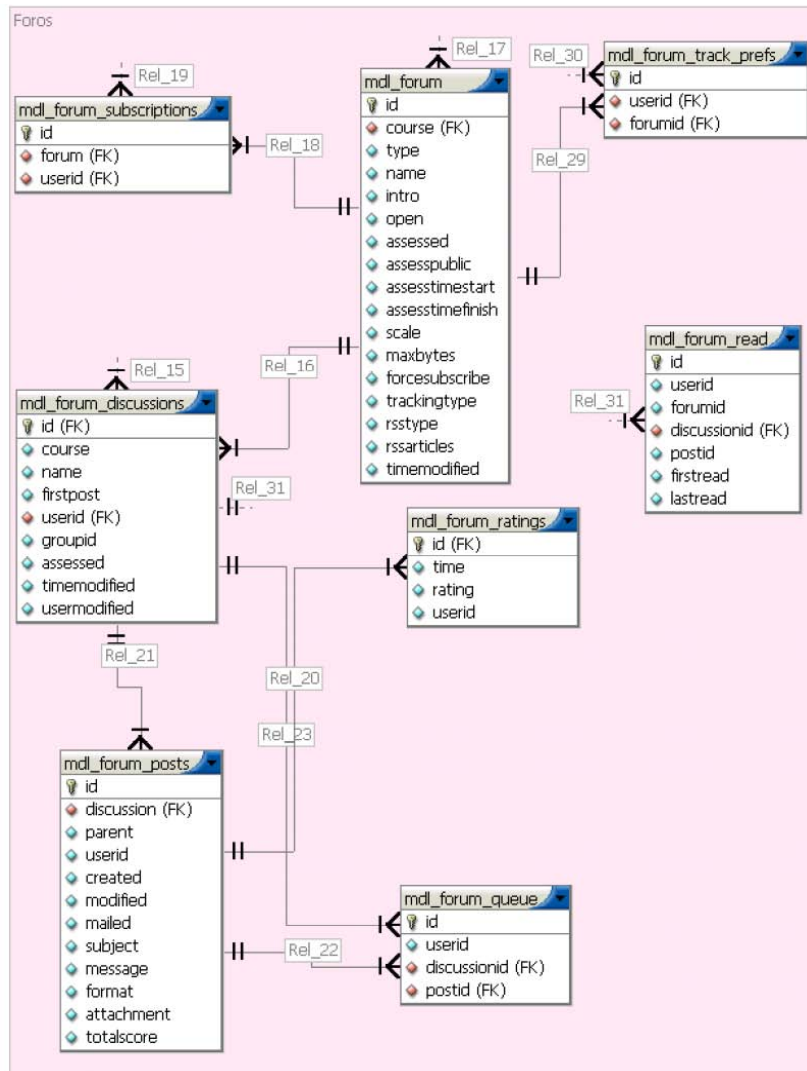 Foros
Rel_19
mdl_forum_subscriptions
id
forum (FK)
userid (FK)
Rel_18
Rel_17
mdl_forum
id
course (FK)
type
name
intro
open
assessed
assesspublic
assesstimestart
assesstimefinish
scale
maxbytes
forcesubscribe
trackingtype
rsstype
rssarticles
timemodified
Rel_30
mdl_forum_track_prefs
id
userid (FK)
forumid (FK)
Rel_29
Rel_16
Rel_15
mdl_forum_discussions
id (FK)
course
name
firstpost
userid (FK)
groupid
assessed
timemodified
usermodified
Rel_31
Rel_31
mdl_forum_read
id
userid
forumid
discussionid (FK)
postid
firstread
lastread
mdl_forum_ratings
id (FK)
time
rating
userid
Rel_21
Rel_20
Rel_23
mdl_forum_posts
id
discussion (FK)
parent
userid
created
modified
mailed
subject
message
format
attachment
totalscore
Rel_22
mdl_forum_queue
id
userid
discussionid (FK)
postid (FK)